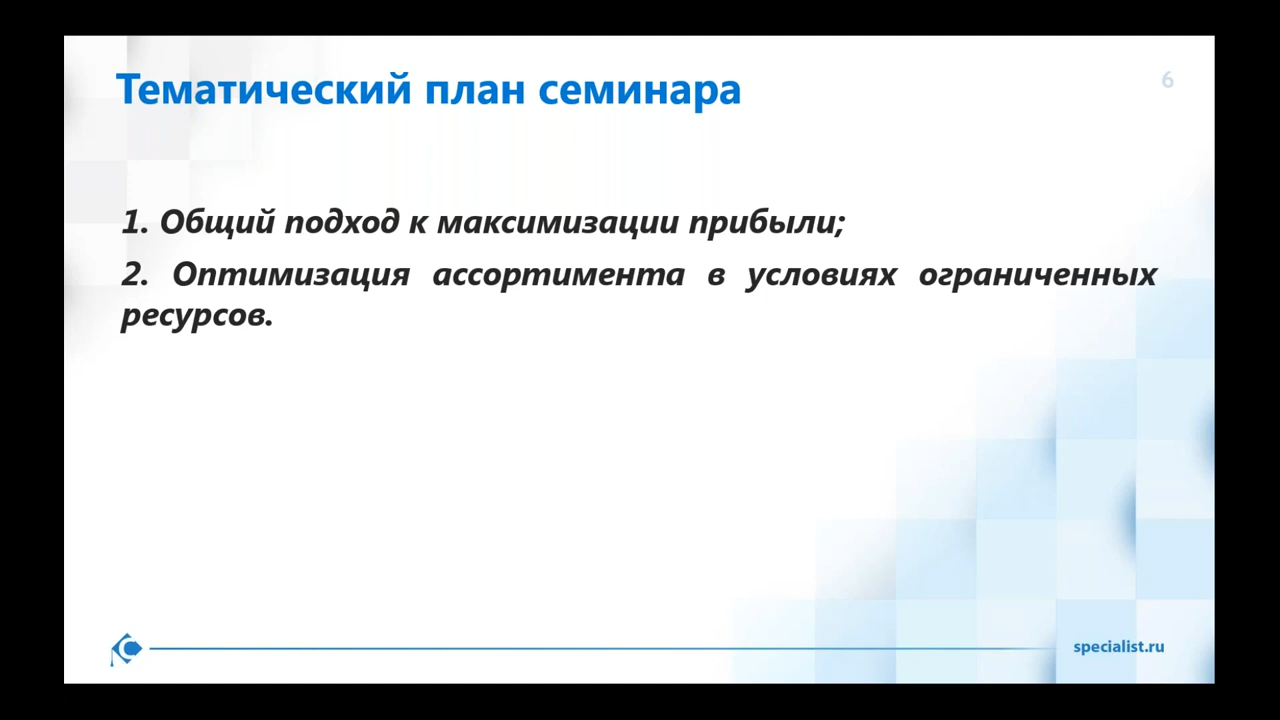 Тематический план семинара
6
1. Общий подход к максимизации прибыли;
2. Оптимизация ассортимента в условиях ограниченных
ресурсов.
specialist.ru